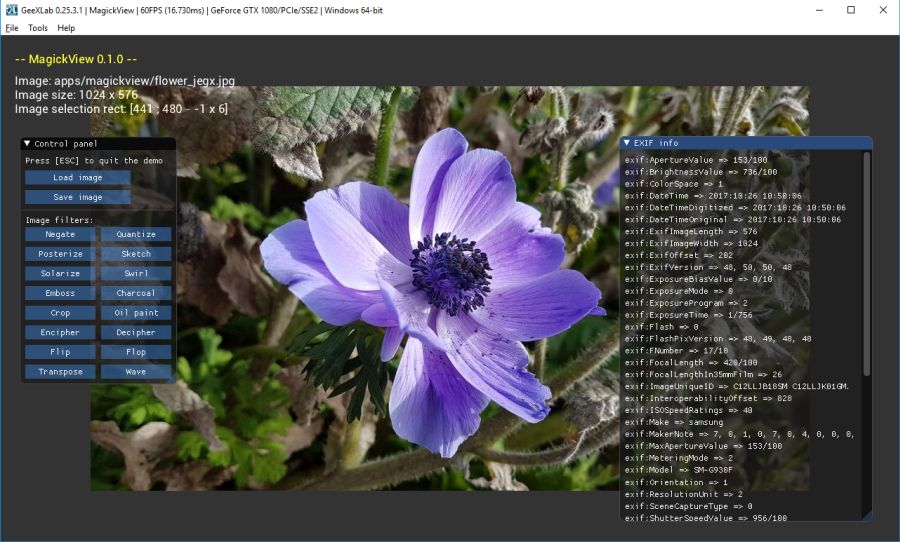 GeeXLab 0.25.3.1 | MagickView | 60FPS (16.730ms) | GeForce GTX 1080/PCIe/SSE2 | Windows 64-bit
File Tools Help
-- MagickView 0.1.0 --
Image: apps/magickview/flower_jegx.jpg
Image size: 1024 x 576
Image selection rect: [441 ; 480 - -1 x 6]
Control panel
Press [ESC] to quit the demo
Load image
Save image
Image filters:
Negate Quantize
Posterize Sketch
Solarize Swirl
Emboss Charcoal
Crop Oil paint
Encipher Decipher
Flip Flop
Transpose Wave
EXIF info
exif:ApertureValue => 153/100
exif:BrightnessValue => 736/100
exif:ColorSpace => 1
exif:DateTime => 2017:10:26 10:50:06
exif:DateTimeDigitized => 2017:10:26 10:50:06
exif:DateTimeOriginal => 2017:10:26 10:50:06
exif:ExifImageLength => 576
exif:ExifImageWidth => 1024
exif:ExifOffset => 202
exif:ExifVersion => 48, 50, 50, 48
exif:ExposureBiasValue => 0/10
exif:ExposureMode => 0
exif:ExposureProgram => 2
exif:ExposureTime => 1/756
exif:Flash => 0
exif:FlashPixVersion => 48, 49, 48, 48
exif:FNumber => 17/10
exif:FocalLength => 420/100
exif:FocalLengthIn35mmFilm => 26
exif:ImageUniqueID => C12LLJB18SM C12LLJK01GM.
exif:InteroperabilityOffset => 828
exif:ISOSpeedRatings => 40
exif:Make => samsung
exif:MakerNote => 7, 0, 1, 0, 7, 0, 4, 0, 0, 0,
exif:MaxApertureValue => 153/100
exif:MeteringMode => 2
exif:Model => SM-G930F
exif:Orientation => 1
exif:ResolutionUnit => 2
exif:SceneCaptureType => 0
exif:ShutterSpeedValue => 956/100